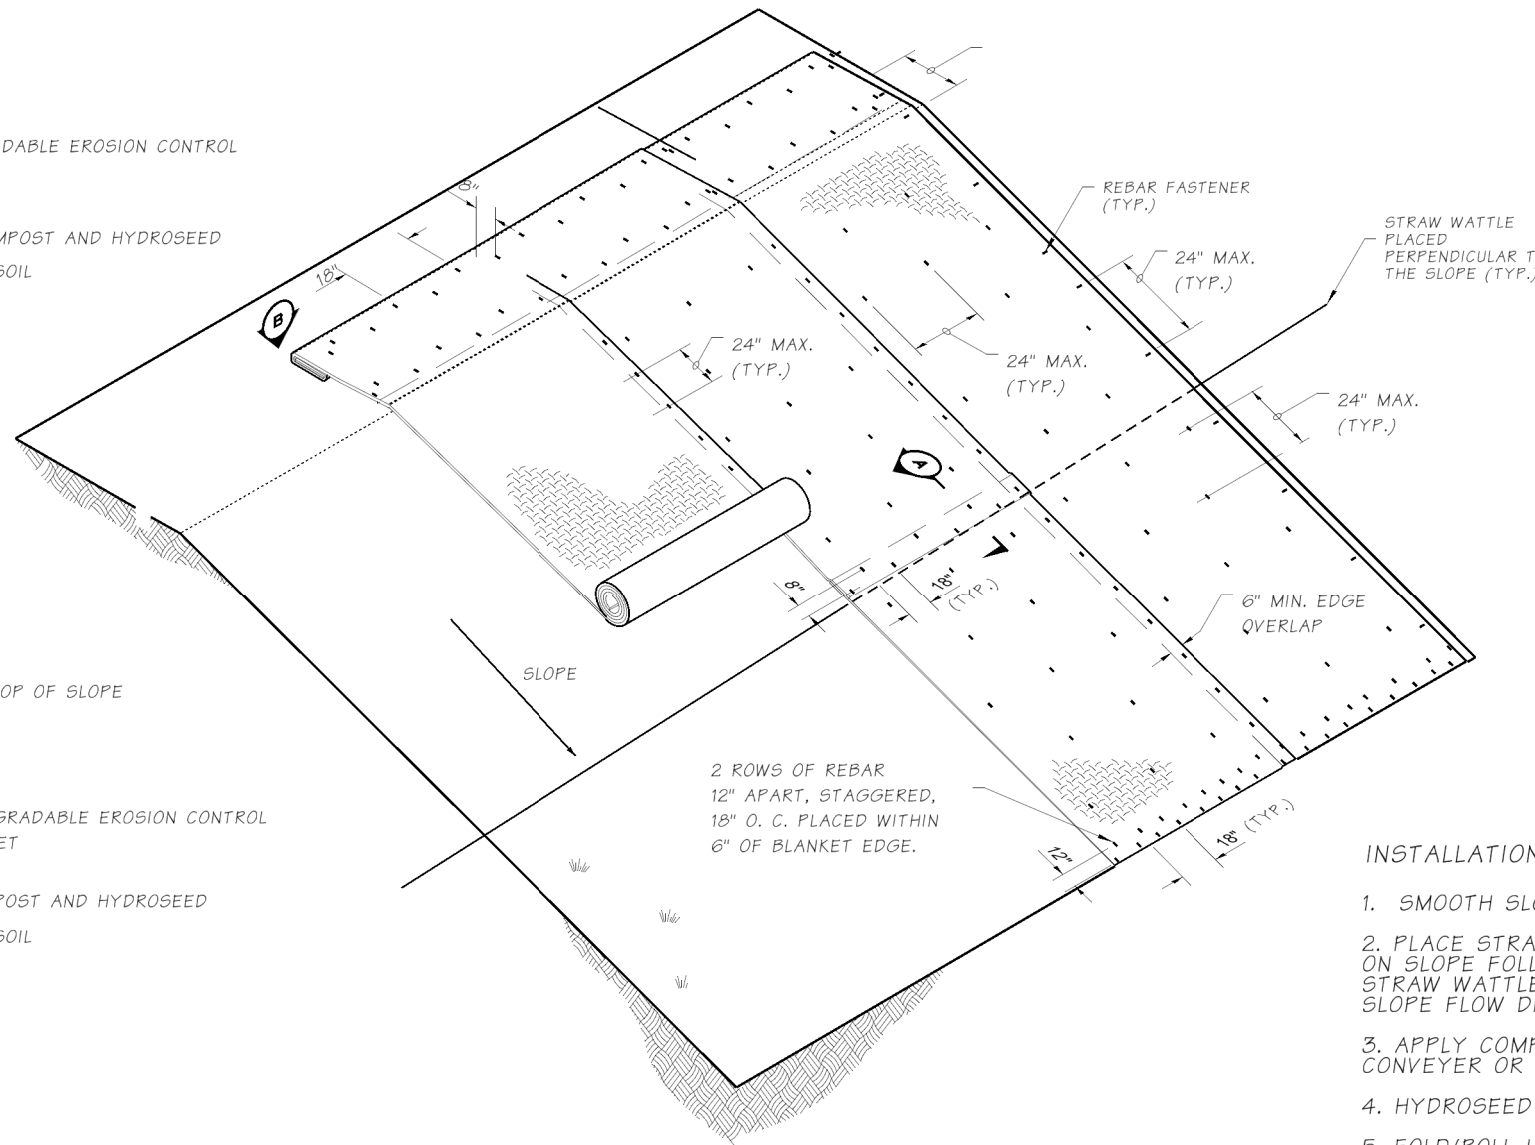 DABLE EROSION CONTROL
MPOST AND HYDROSEED
SOIL
8"
18"
B
REBAR FASTENER
(TYP.)
STRAW WATTLE
PLACED
PERPENDICULAR T
THE SLOPE (TYP.)
24" MAX.
(TYP.)
24" MAX.
(TYP.)
24" MAX.
(TYP.)
24" MAX.
(TYP.)
A
8"
18"
(TYP.)
6" MIN. EDGE
OVERLAP
SLOPE
OP OF SLOPE
2 ROWS OF REBAR
12" APART, STAGGERED,
18" O. C. PLACED WITHIN
6" OF BLANKET EDGE.
12"
18" (TYP.)
GRADABLE EROSION CONTROL
ET
POST AND HYDROSEED
SOIL
INSTALLATION
1. SMOOTH SLO
2. PLACE STRA
ON SLOPE FOLL
STRAW WATTLE
SLOPE FLOW D
3. APPLY COMP
CONVEYER OR
4. HYDROSEED
5. FOLD/ROLL